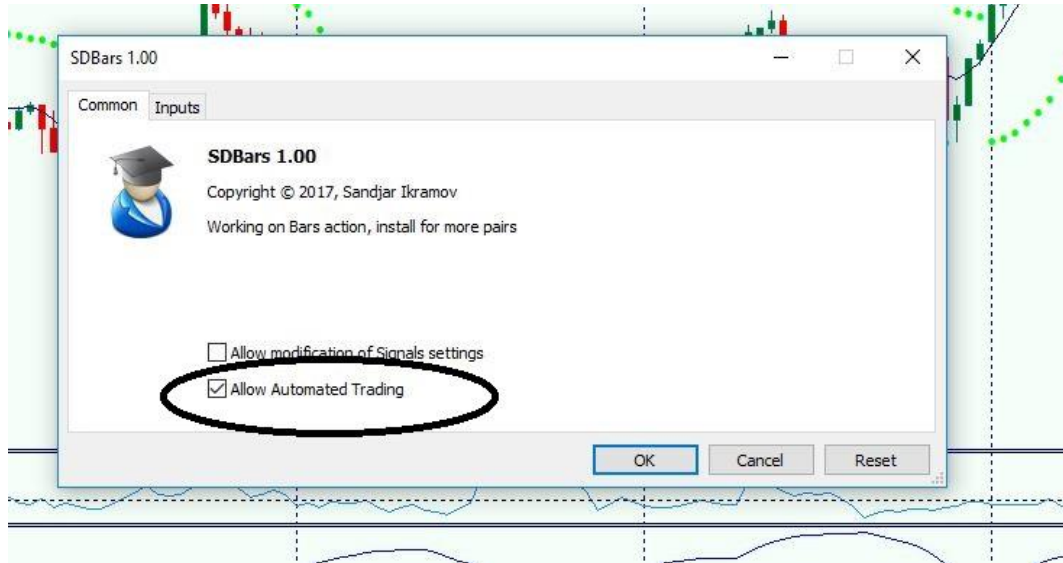 SDBars 1.00
Common Inputs
SDBars 1.00
Copyright © 2017, Sandjar Ikramov
Working on Bars action, install for more pairs
Allow modification of Signals settings
Allow Automated Trading
OK Cancel Reset